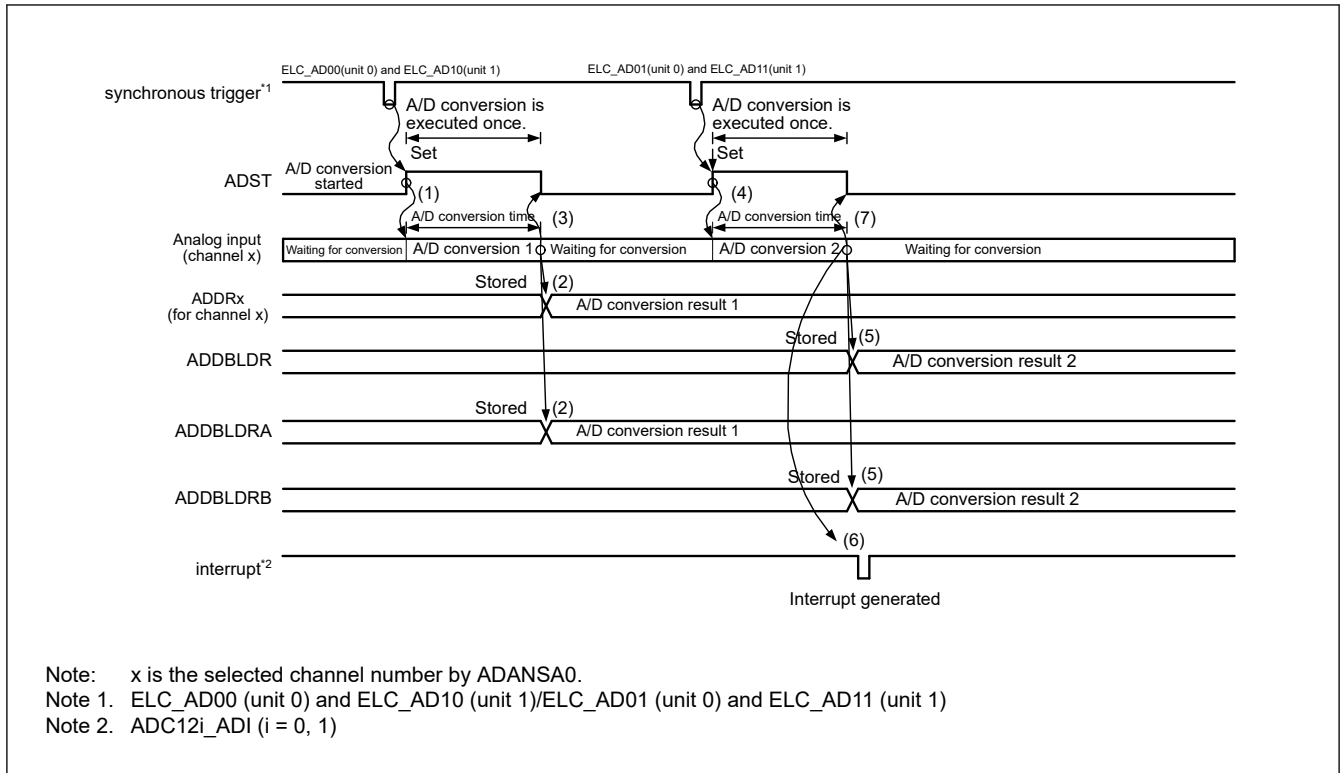 ELC_AD00(unit 0) and ELC_AD10(unit 1)
ELC_AD01(unit 0) and ELC_AD11(unit 1)
synchronous trigger*1
A/D conversion is
executed once.
A/D conversion is
executed once.
Set
Set
ADST
A/D conversion
started
(1)
(4)
A/D conversion time
(3)
A/D conversion time
(7)
Analog input
(channel x)
Waiting for conversion
A/D conversion 1
Waiting for conversion
A/D conversion 2
Waiting for conversion
Stored
(2)
ADDRx
(for channel x)
A/D conversion result 1
Stored
(5)
ADDBLDR
A/D conversion result 2
Stored
(2)
ADDBLDRA
A/D conversion result 1
Stored
(5)
ADDBLDRB
A/D conversion result 2
(6)
interrupt*2
Interrupt generated
Note: x is the selected channel number by ADANSA0.
Note 1. ELC_AD00 (unit 0) and ELC_AD10 (unit 1)/ELC_AD01 (unit 0) and ELC_AD11 (unit 1)
Note 2. ADC12i_ADI (i = 0, 1)